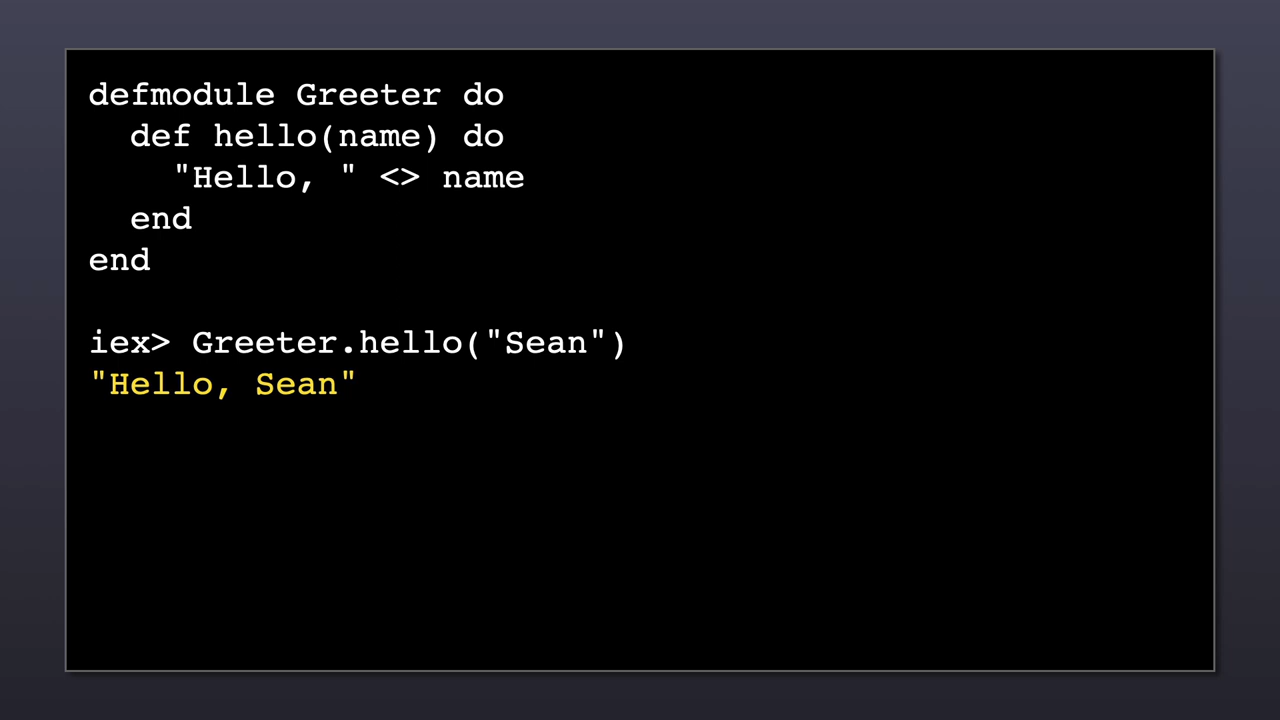 defmodule Greeter do
  def hello(name) do
    "Hello, " <> name
  end
end

iex> Greeter.hello("Sean")
"Hello, Sean"